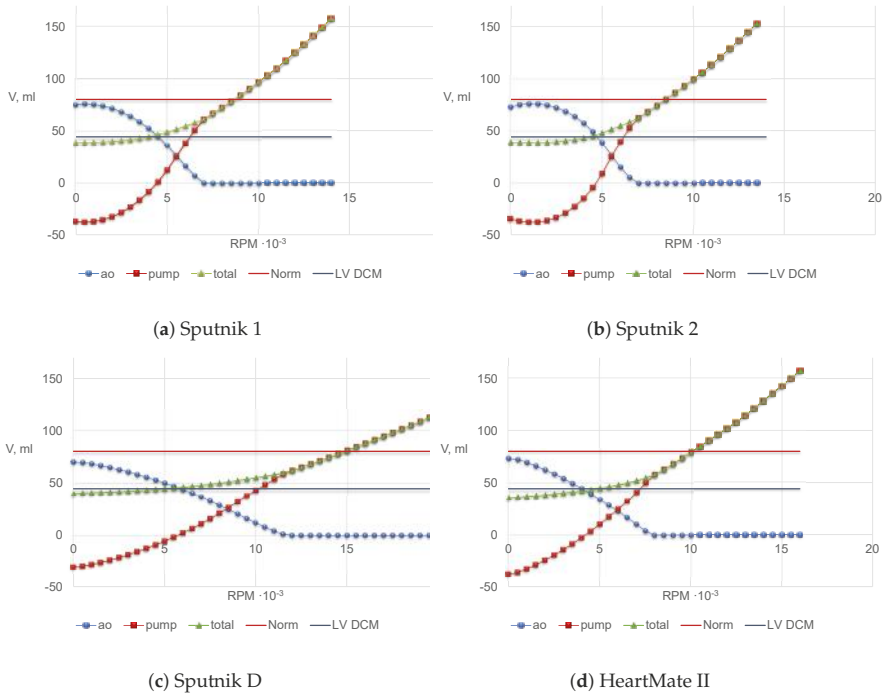 150
100
V, ml
50
0
-50
0 5 10 15
RPM ·10-3
ao pump total Norm LV DCM
(a) Sputnik 1
150
100
V, ml
50
0
-50
0 5 10 15 20
RPM ·10-3
ao pump total Norm LV DCM
(b) Sputnik 2
150
100
V, ml
50
0
-50
0 5 10 15
RPM ·10-3
ao pump total Norm LV DCM
(c) Sputnik D
150
100
V, ml
50
0
-50
0 5 10 15 20
RPM ·10-3
ao pump total Norm LV DCM
(d) HeartMate II